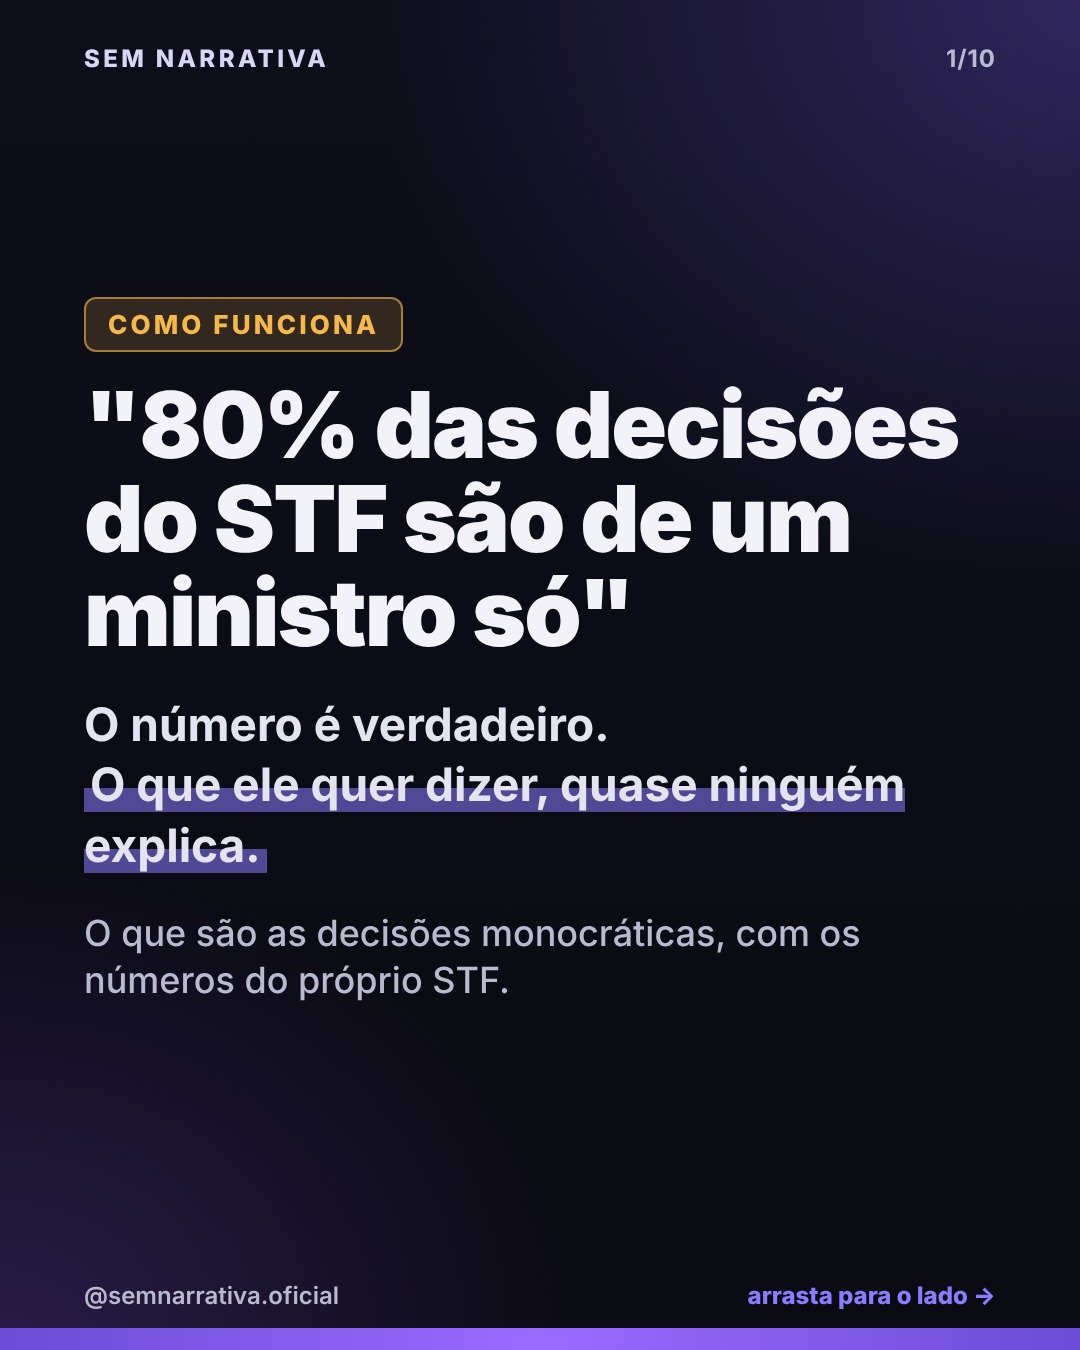 SEM NARRATIVA
1/10
COMO FUNCIONA
"80% das decisões
do STF são de um
ministro só"
O número é verdadeiro.
O que ele quer dizer, quase ninguém
explica.
O que são as decisões monocráticas, com os
números do próprio STF.
@semnarrativa.oficial
arrasta para o lado →